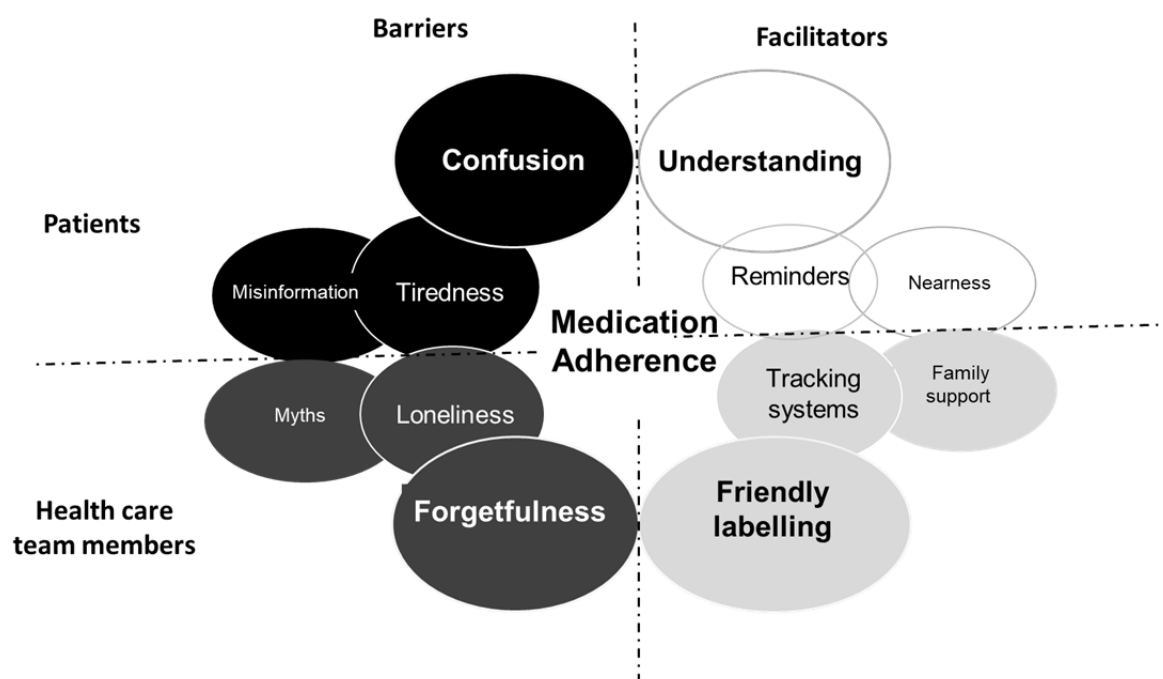 Barriers
Facilitators
Confusion
Understanding
Patients
Misinformation
Tiredness
Reminders
Nearness
Medication
Adherence
Myths
Loneliness
Tracking
systems
Family
support
Health care
team members
Forgetfulness
Friendly
labelling